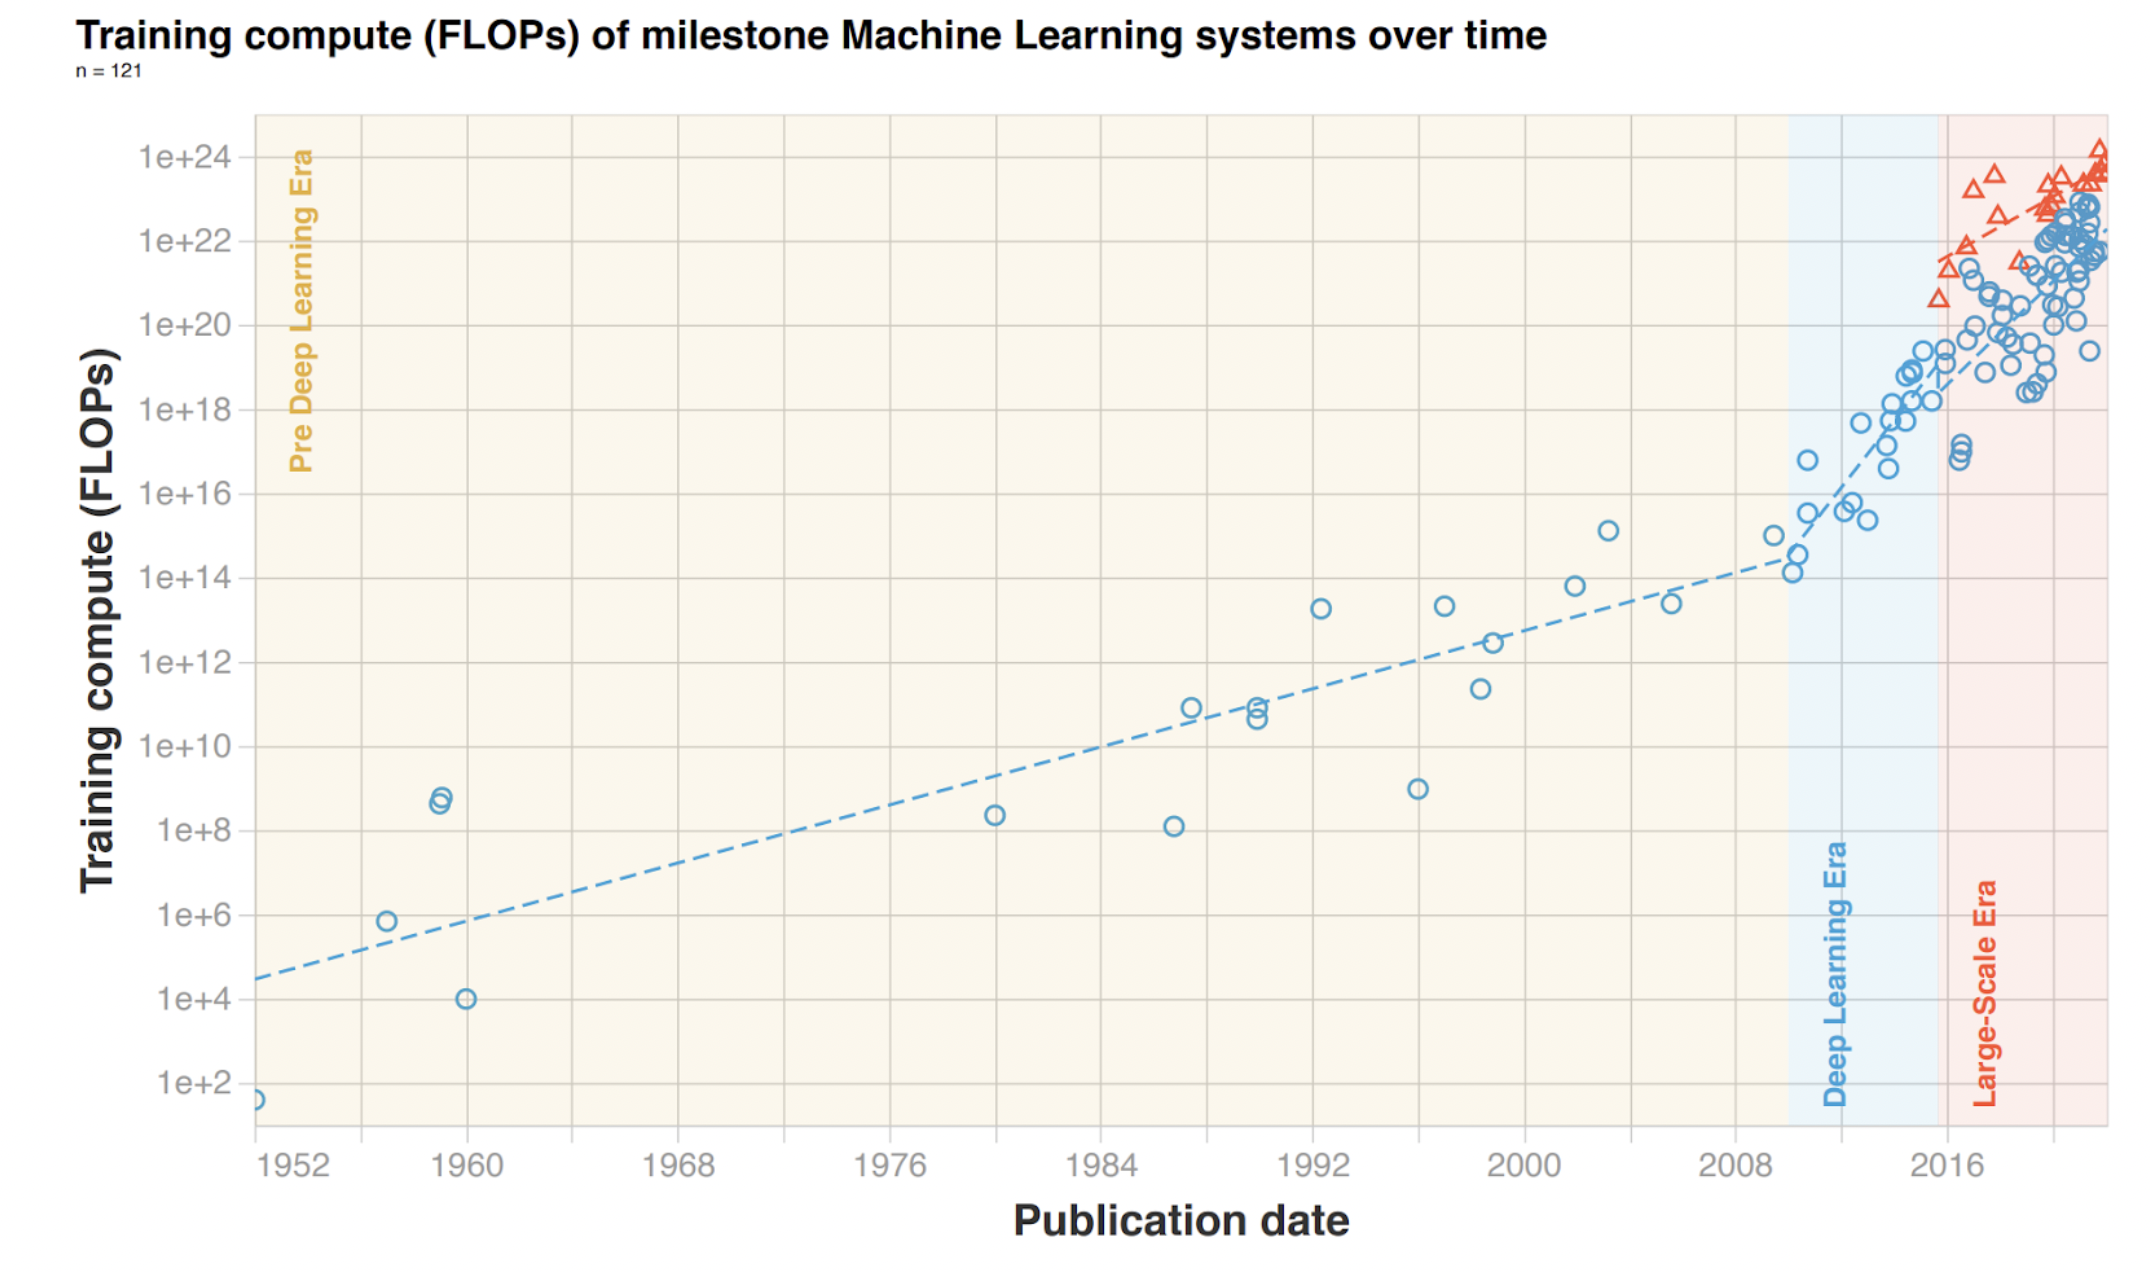 Training compute (FLOPs) of milestone Machine Learning systems over time
n = 121
Training compute (FLOPs)
1e+24
1e+22
1e+20
1e+18
1e+16
1e+14
1e+12
1e+10
1e+8
1e+6
1e+4
1e+2
Pre Deep Learning Era
Deep Learning Era
Large-Scale Era
1952
1960
1968
1976
1984
1992
2000
2008
2016
Publication date